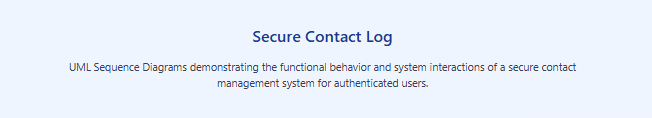 Secure Contact Log
UML Sequence Diagrams demonstrating the functional behavior and system interactions of a secure contact
management system for authenticated users.